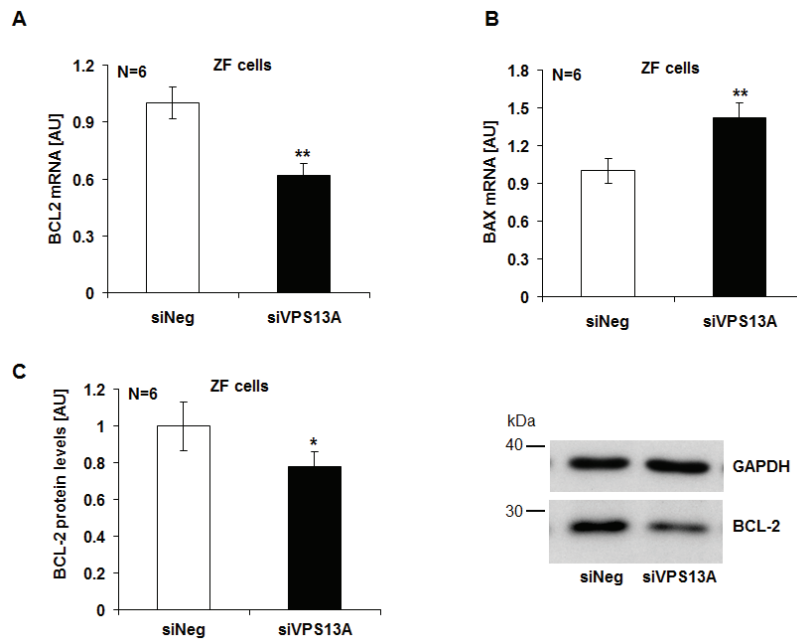 A
BCL2 mRNA [AU]
N=6
ZF cells
1.2
0.9
0.6
0.3
0
**
siNeg
siVPS13A
B
BAX mRNA [AU]
N=6
ZF cells
1.8
1.5
1.2
0.9
0.6
0.3
0
**
siNeg
siVPS13A
C
BCL-2 protein levels [AU]
N=6
ZF cells
1.2
1
0.8
0.6
0.4
0.2
0
*
siNeg
siVPS13A
kDa
40
GAPDH
30
BCL-2
siNeg siVPS13A